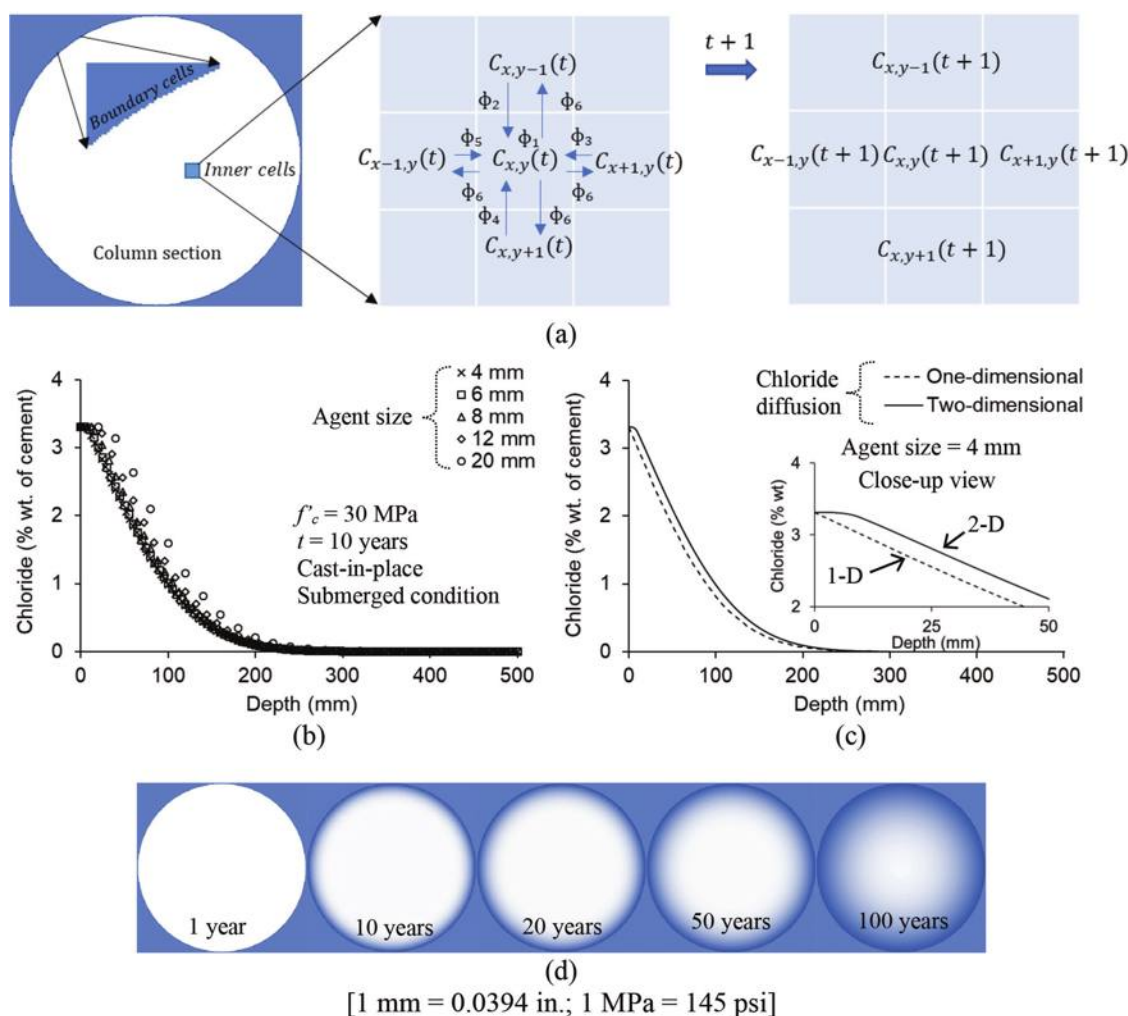 t + 1
C_{x,y−1}(t)
C_{x,y−1}(t + 1)
Boundary cells
ϕ₂ ϕ₆
ϕ₅ ϕ₁ ϕ₃
Inner cells
C_{x−1,y}(t) C_{x,y}(t) C_{x+1,y}(t)
C_{x−1,y}(t + 1) C_{x,y}(t + 1) C_{x+1,y}(t + 1)
ϕ₆ ϕ₆
ϕ₄ ϕ₆
Column section
C_{x,y+1}(t)
C_{x,y+1}(t + 1)
(a)
Chloride (% wt. of cement)
4
3
2
1
0
0 100 200 300 400 500
Depth (mm)
Agent size
4 mm
6 mm
8 mm
12 mm
20 mm
f'c = 30 MPa
t = 10 years
Cast-in-place
Submerged condition
(b)
Chloride (% wt. of cement)
4
3
2
1
0
0 100 200 300 400 500
Depth (mm)
Chloride
diffusion
One-dimensional
Two-dimensional
Agent size = 4 mm
Close-up view
Chloride (% wt)
4
3
2
2-D
1-D
0 25 50
Depth (mm)
(c)
1 year 10 years 20 years 50 years 100 years
(d)
[1 mm = 0.0394 in.; 1 MPa = 145 psi]